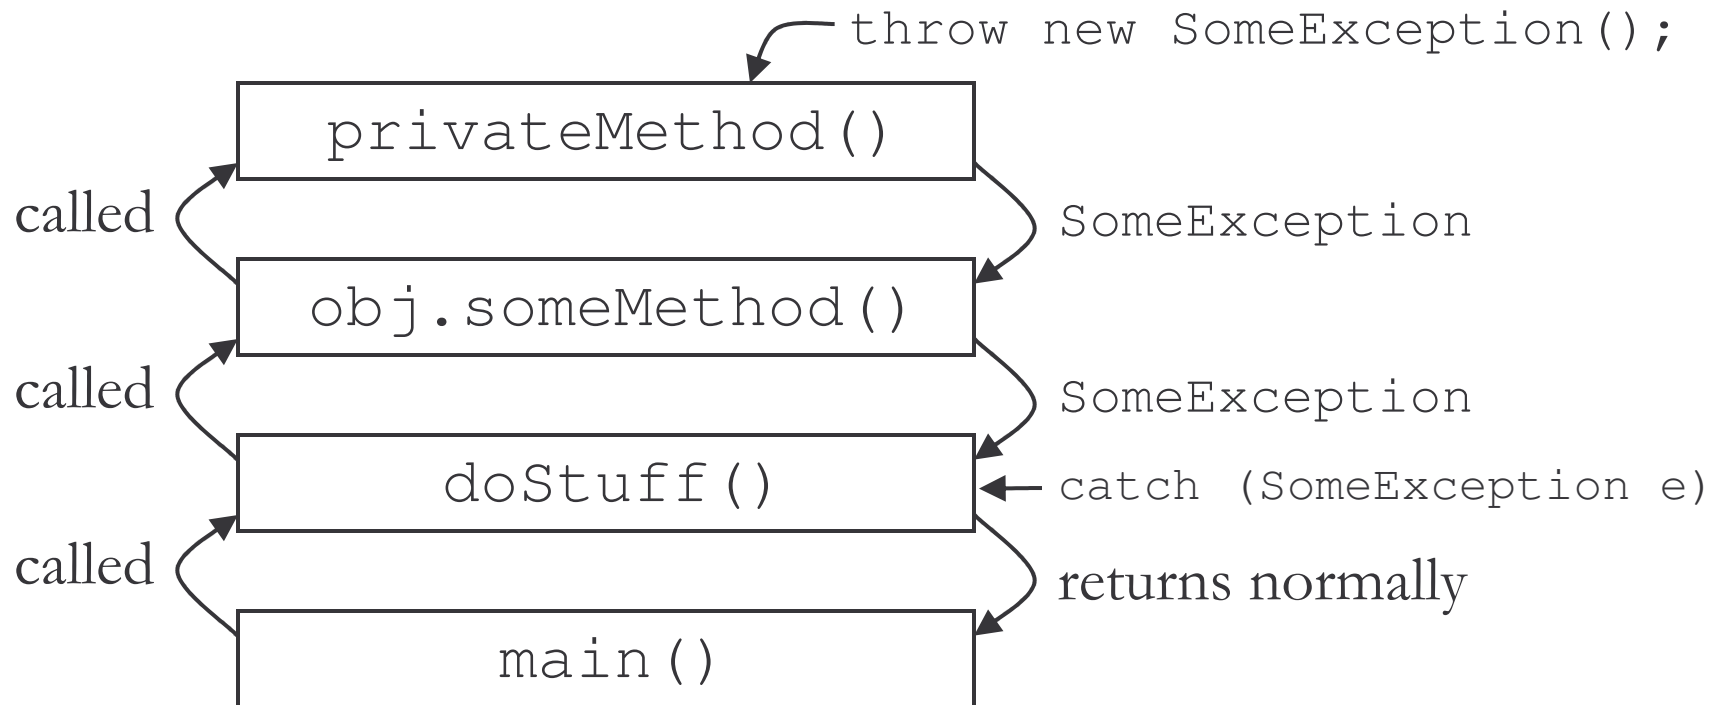 throw new SomeException();
privateMethod()
called
SomeException
obj.someMethod()
called
SomeException
doStuff()
catch (SomeException e)
called
returns normally
main()